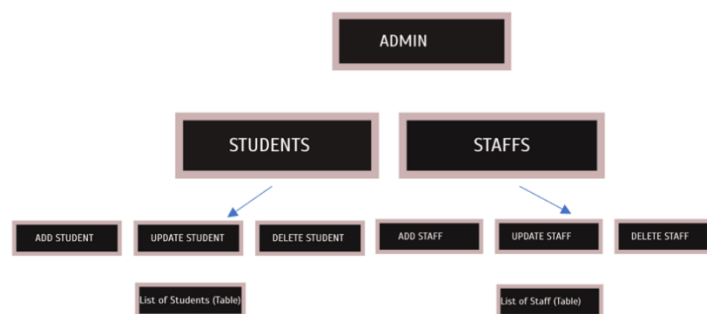 ADMIN
STUDENTS
STAFFS
ADD STUDENT
UPDATE STUDENT
DELETE STUDENT
ADD STAFF
UPDATE STAFF
DELETE STAFF
List of Students (Table)
List of Staff (Table)